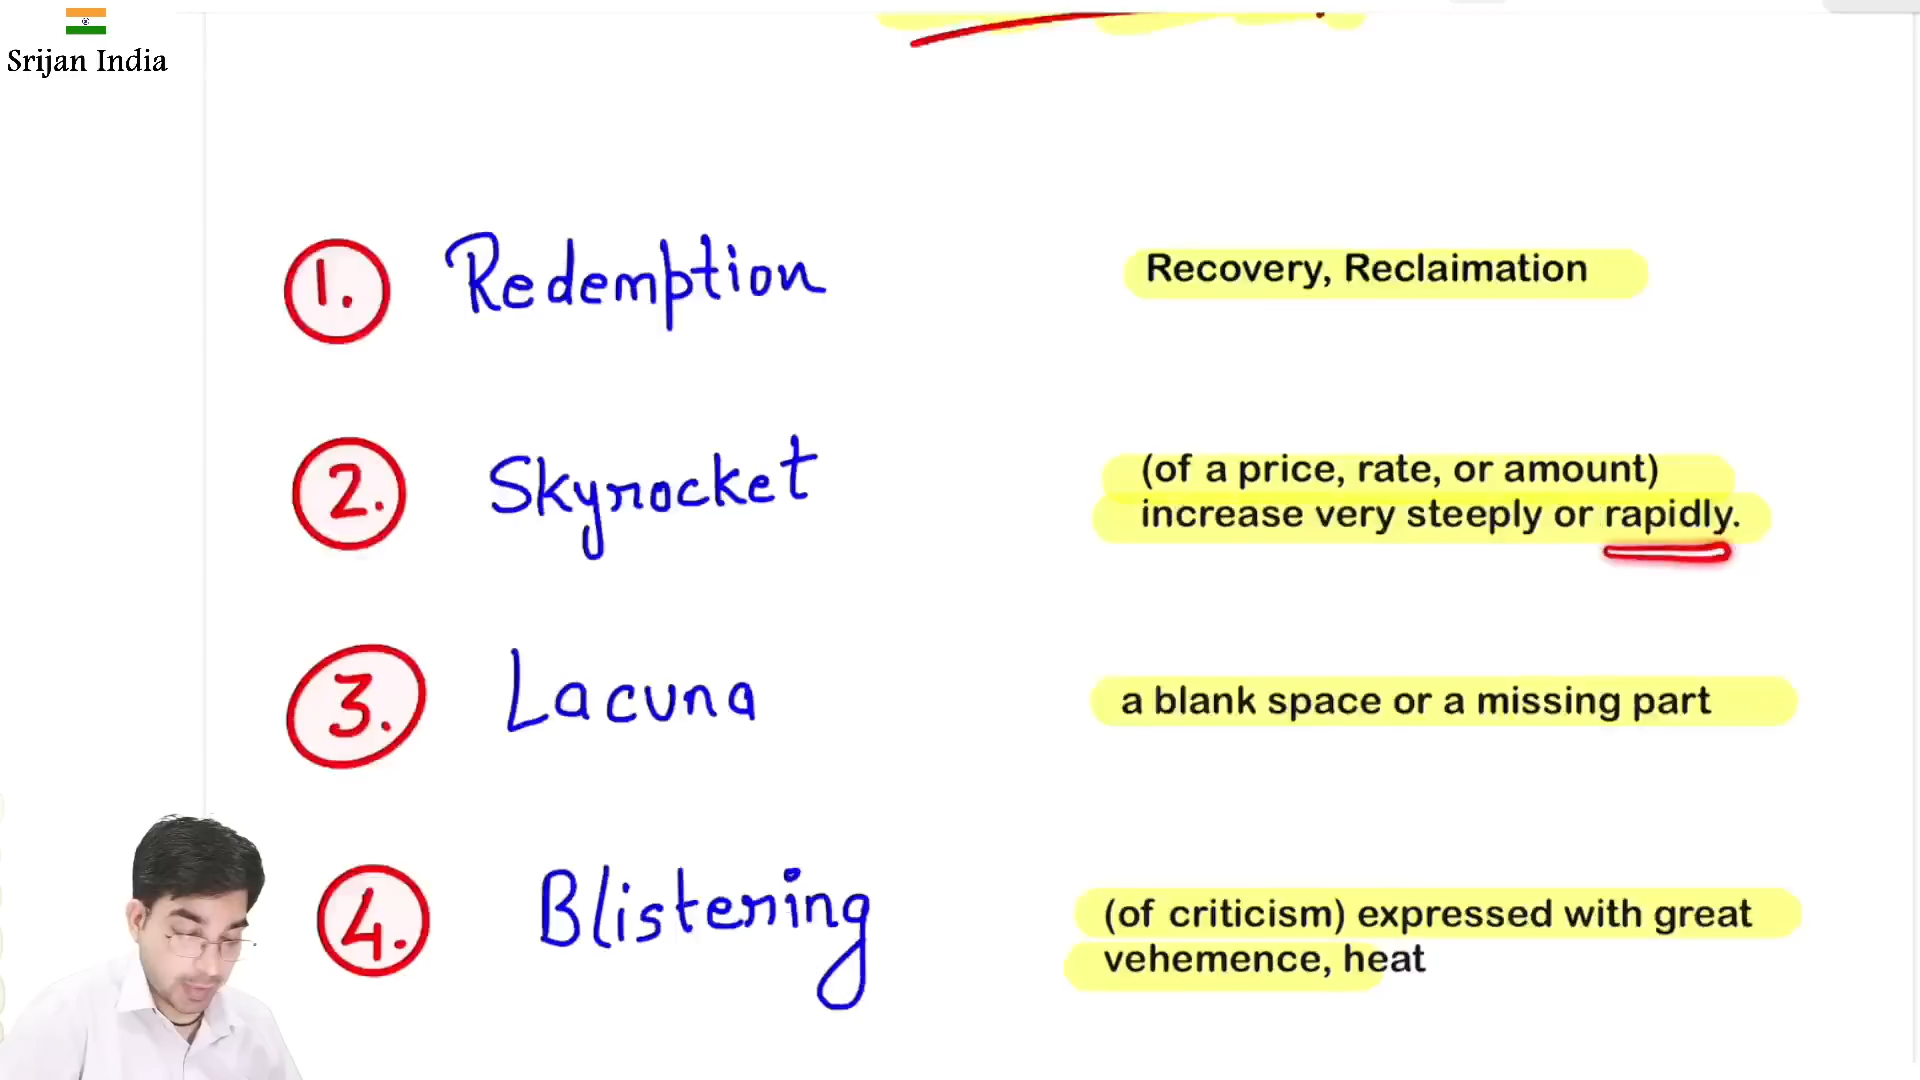 Srijan India
1. Redemption
Recovery, Reclaimation
2. Skyrocket
(of a price, rate, or amount)
increase very steeply or rapidly.
3. Lacuna
a blank space or a missing part
4. Blistering
(of criticism) expressed with great
vehemence, heat